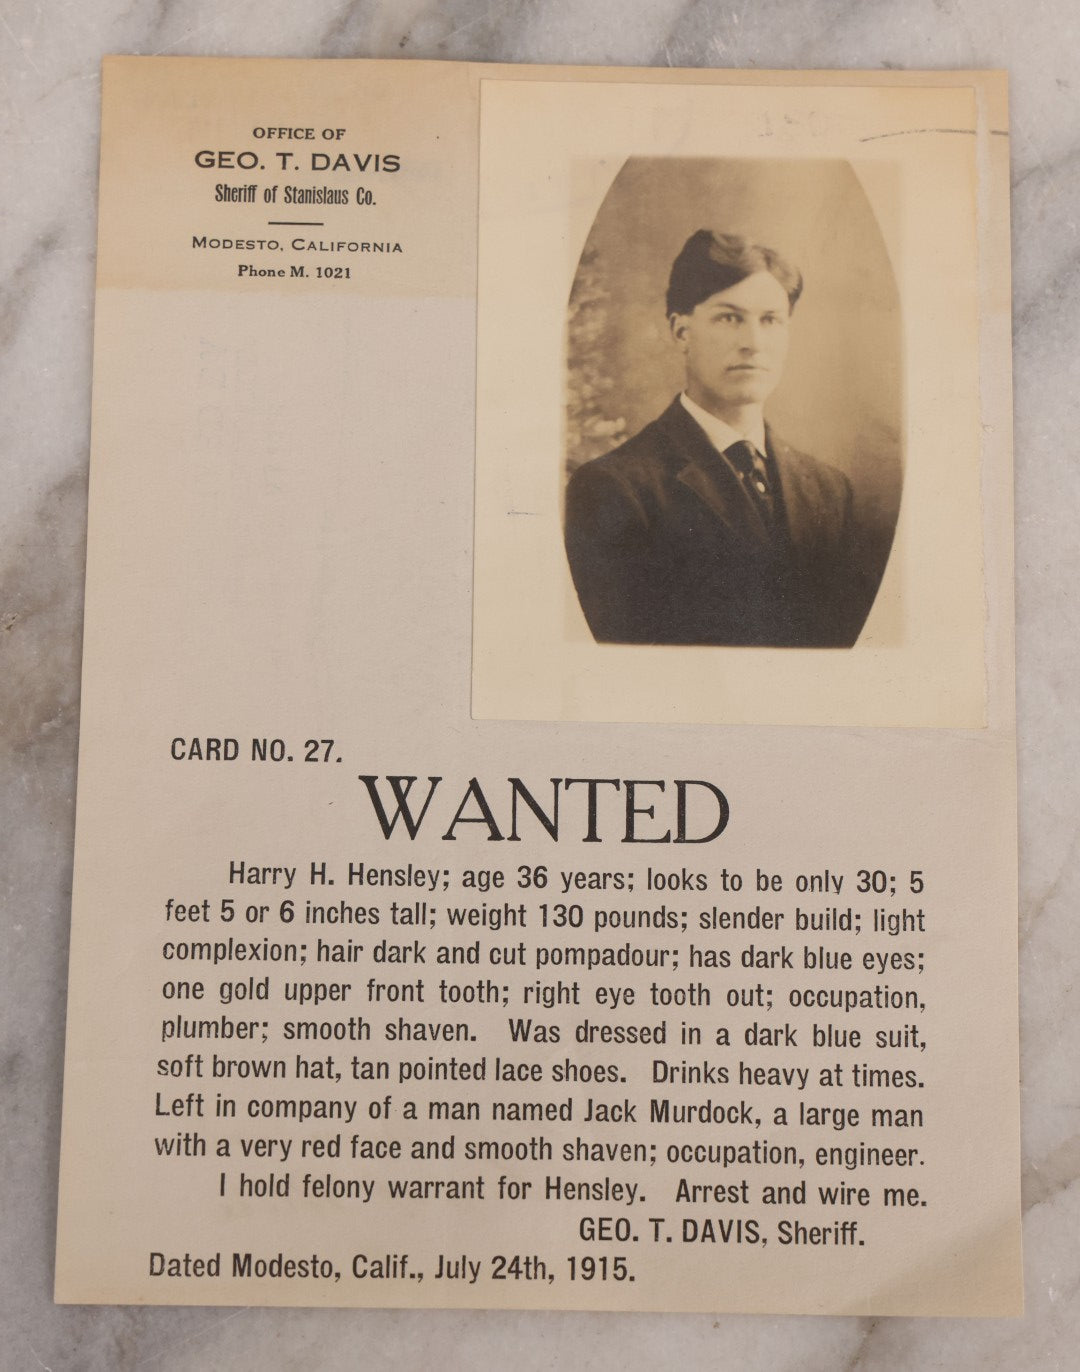 OFFICE OF
GEO. T. DAVIS
Sheriff of Stanislaus Co.
MODESTO, CALIFORNIA
Phone M. 1021
CARD NO. 27.
WANTED
Harry H. Hensley; age 36 years; looks to be only 30; 5
feet 5 or 6 inches tall; weight 130 pounds; slender build; light
complexion; hair dark and cut pompadour; has dark blue eyes;
one gold upper front tooth; right eye tooth out; occupation,
plumber; smooth shaven. Was dressed in a dark blue suit,
soft brown hat, tan pointed lace shoes. Drinks heavy at times.
Left in company of a man named Jack Murdock, a large man
with a very red face and smooth shaven; occupation, engineer.
I hold felony warrant for Hensley. Arrest and wire me.
GEO. T. DAVIS, Sheriff.
Dated Modesto, Calif., July 24th, 1915.